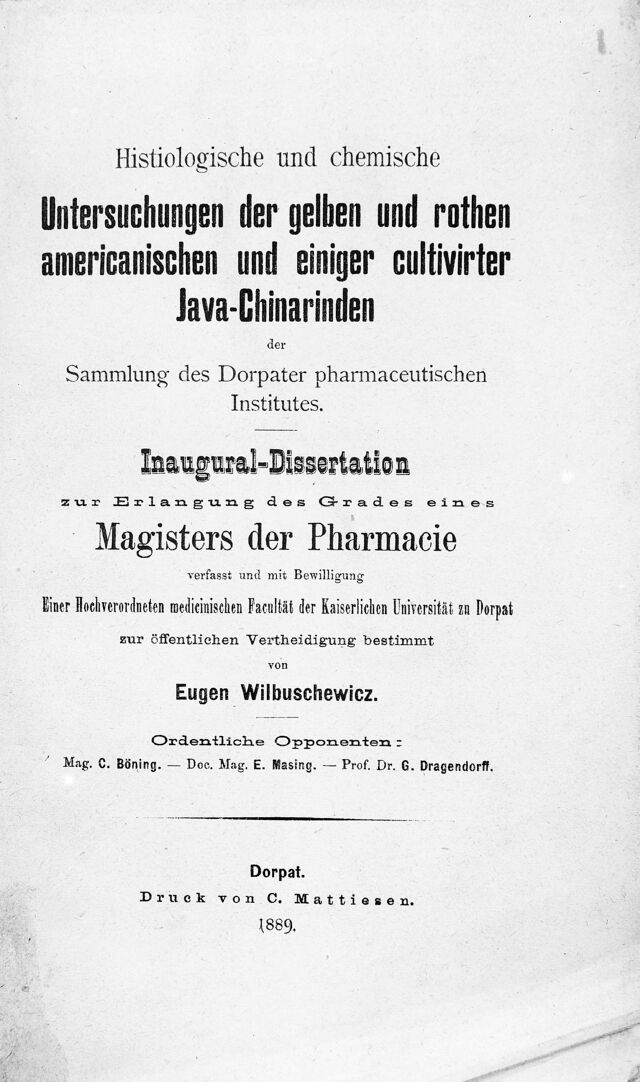 Histiologische und chemische
Untersuchungen der gelben und rothen
americanischen und einiger cultivirter
Java-Chinarinden
der
Sammlung des Dorpater pharmaceutischen
Institutes.
Inaugural-Dissertation
zur Erlangung des Grades eines
Magisters der Pharmacie
verfasst und mit Bewilligung
Einer Hochverordneten medicinischen Facultät der Kaiserlichen Universität zu Dorpat
zur öffentlichen Vertheidigung bestimmt
von
Eugen Wilbuschewicz.
Ordentliche Opponenten:
Mag. C. Böning. — Doc. Mag. E. Masing. — Prof. Dr. G. Dragendorff.
Dorpat.
Druck von C. Mattiesen.
1889.